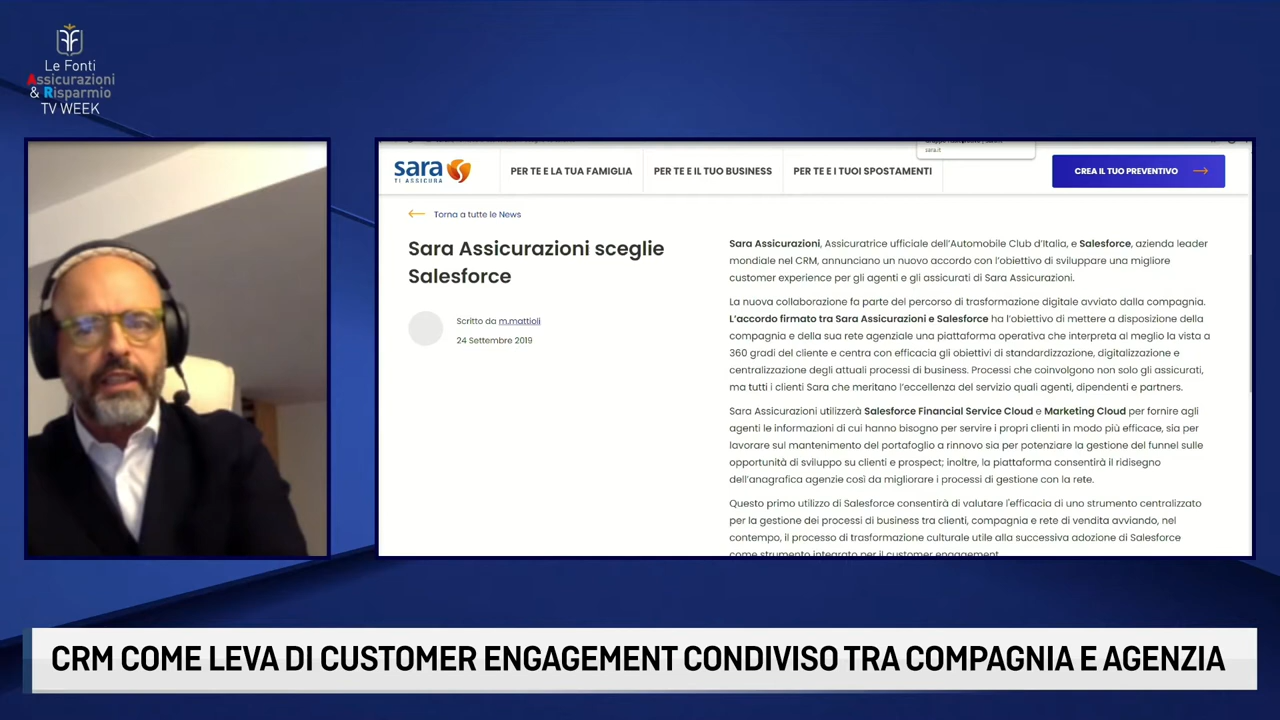 Le Fonti
Assicurazioni
& Risparmio
TV WEEK
sara.it
sara
TI ASSICURA
PER TE E LA TUA FAMIGLIA
PER TE E IL TUO BUSINESS
PER TE E I TUOI SPOSTAMENTI
CREA IL TUO PREVENTIVO
Torna a tutte le News
Sara Assicurazioni sceglie
Salesforce
Scritto da m.mattioli
24 Settembre 2019
Sara Assicurazioni, Assicuratrice ufficiale dell'Automobile Club d'Italia, e Salesforce, azienda leader
mondiale nel CRM, annunciano un nuovo accordo con l'obiettivo di sviluppare una migliore
customer experience per gli agenti e gli assicurati di Sara Assicurazioni.
La nuova collaborazione fa parte del percorso di trasformazione digitale avviato dalla compagnia.
L'accordo firmato tra Sara Assicurazioni e Salesforce ha l'obiettivo di mettere a disposizione della
compagnia e della sua rete agenziale una piattaforma operativa che interpreta al meglio la vista a
360 gradi del cliente e centra con efficacia gli obiettivi di standardizzazione, digitalizzazione e
centralizzazione degli attuali processi di business. Processi che coinvolgono non solo gli assicurati,
ma tutti i clienti Sara che meritano l'eccellenza del servizio quali agenti, dipendenti e partners.
Sara Assicurazioni utilizzerà Salesforce Financial Service Cloud e Marketing Cloud per fornire agli
agenti le informazioni di cui hanno bisogno per servire i propri clienti in modo più efficace, sia per
lavorare sul mantenimento del portafoglio a rinnovo sia per potenziare la gestione del funnel sulle
opportunità di sviluppo su clienti e prospect; inoltre, la piattaforma consentirà il ridisegno
dell'anagrafica agenzie così da migliorare i processi di gestione con la rete.
Questo primo utilizzo di Salesforce consentirà di valutare l'efficacia di uno strumento centralizzato
per la gestione dei processi di business tra clienti, compagnia e rete di vendita avviando, nel
contempo, il processo di trasformazione culturale utile alla successiva adozione di Salesforce
come strumento integrato per il customer engagement
CRM COME LEVA DI CUSTOMER ENGAGEMENT CONDIVISO TRA COMPAGNIA E AGENZIA